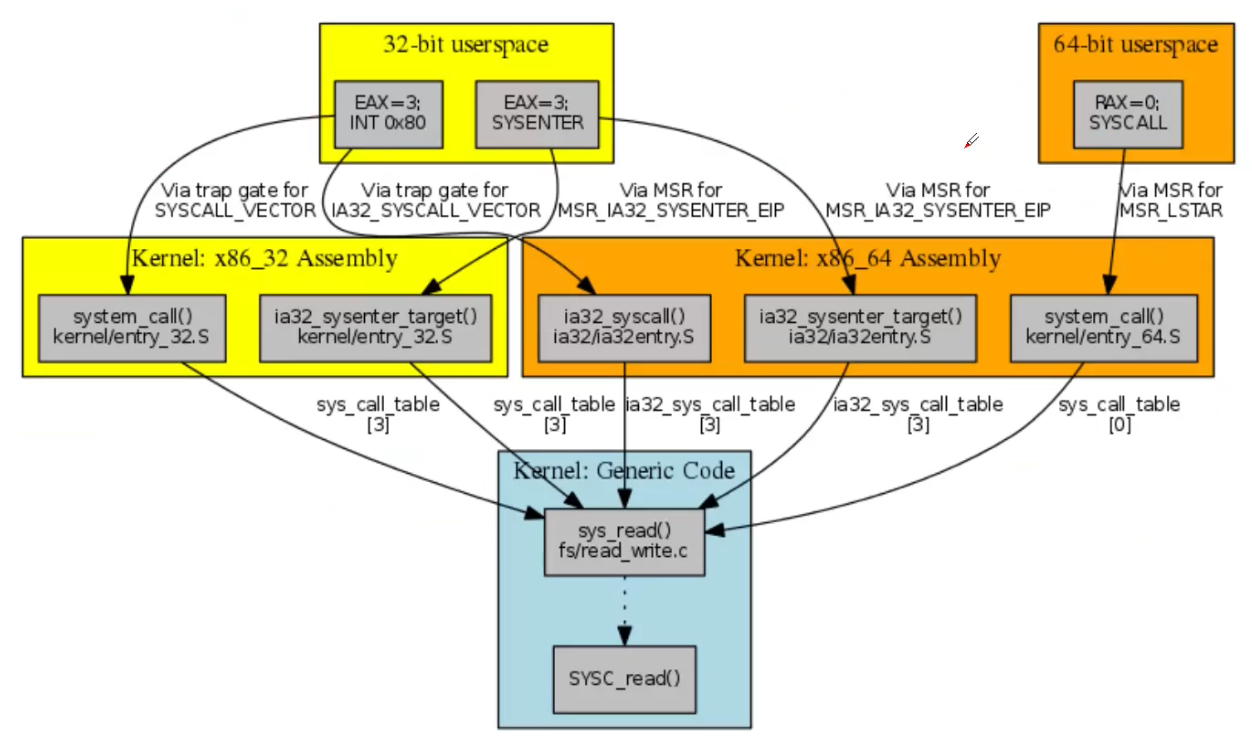 32-bit userspace
64-bit userspace
EAX=3;
INT 0x80
EAX=3;
SYSENTER
RAX=0;
SYSCALL
Via trap gate for
SYSCALL_VECTOR
Via trap gate for
IA32_SYSCALL_VECTOR
Via MSR for
MSR_IA32_SYSENTER_EIP
Via MSR for
MSR_IA32_SYSENTER_EIP
Via MSR for
MSR_LSTAR
Kernel: x86_32 Assembly
Kernel: x86_64 Assembly
system_call()
kernel/entry_32.S
ia32_sysenter_target()
kernel/entry_32.S
ia32_syscall()
ia32/ia32entry.S
ia32_sysenter_target()
ia32/ia32entry.S
system_call()
kernel/entry_64.S
sys_call_table
[3]
sys_call_table
[3]
ia32_sys_call_table
[3]
ia32_sys_call_table
[3]
sys_call_table
[0]
Kernel: Generic Code
sys_read()
fs/read_write.c
SYSC_read()